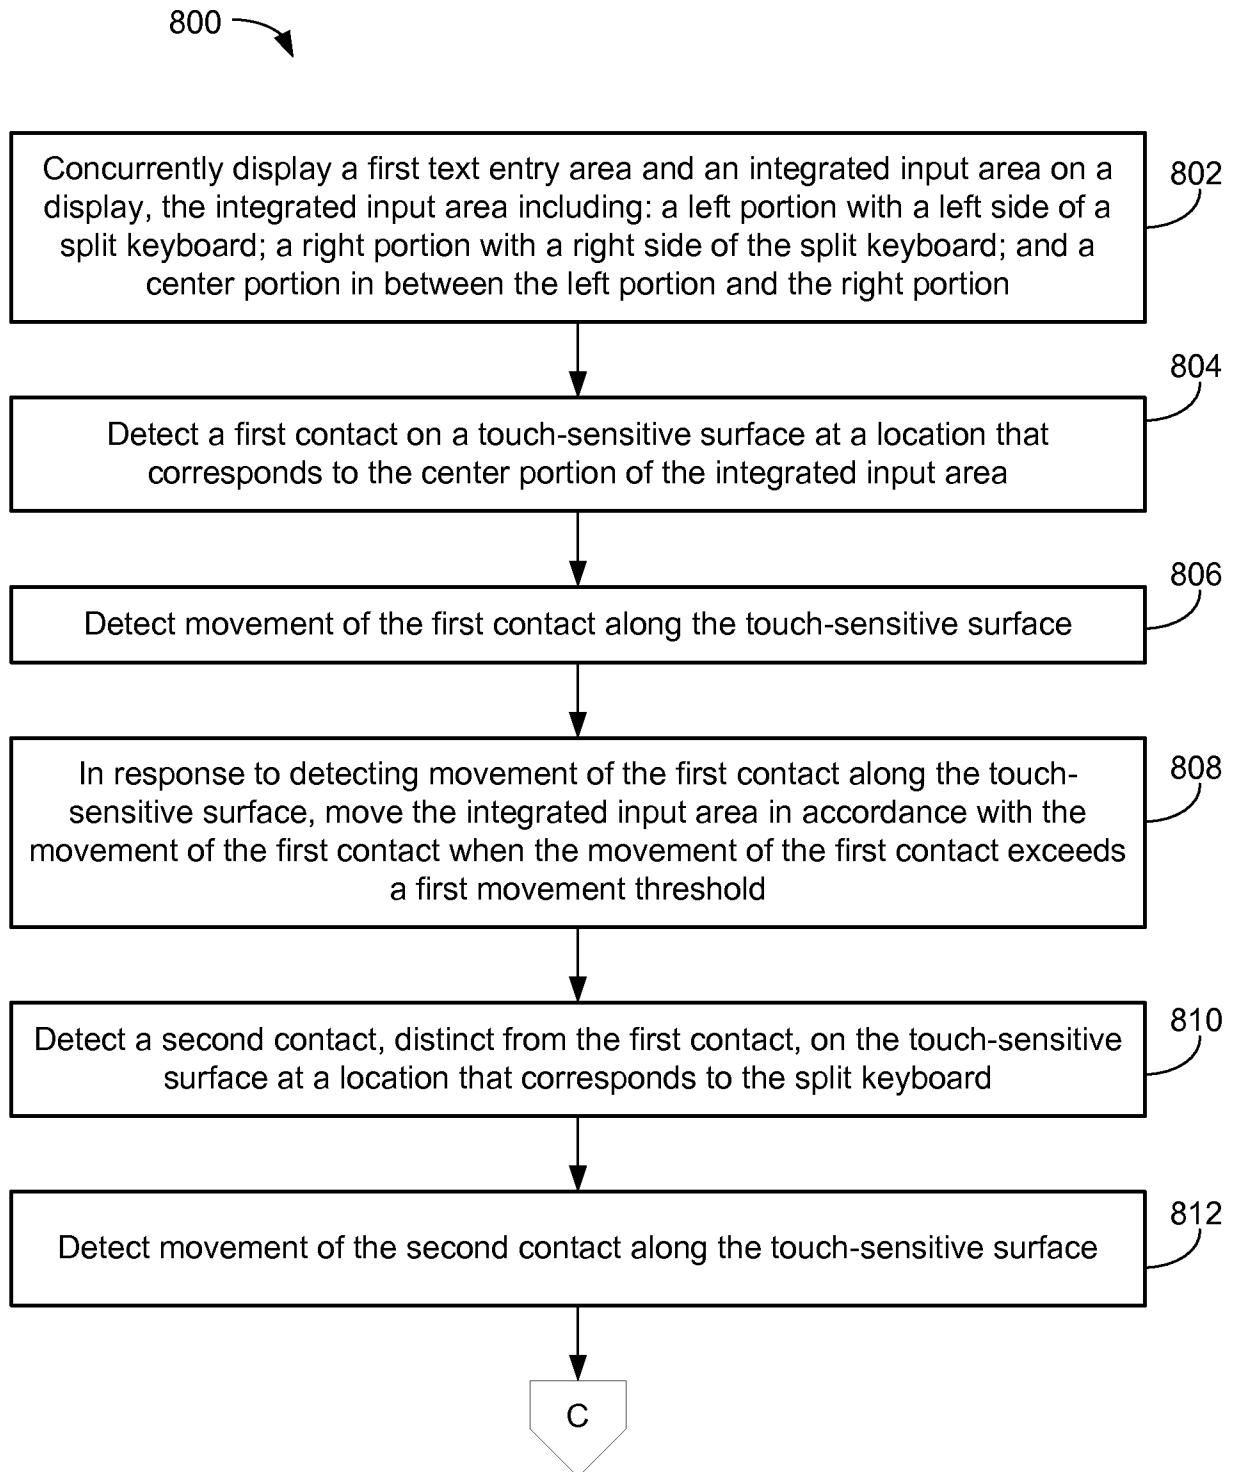 800
Concurrently display a first text entry area and an integrated input area on a
display, the integrated input area including: a left portion with a left side of a
split keyboard; a right portion with a right side of the split keyboard; and a
center portion in between the left portion and the right portion
802
Detect a first contact on a touch-sensitive surface at a location that
corresponds to the center portion of the integrated input area
804
Detect movement of the first contact along the touch-sensitive surface
806
In response to detecting movement of the first contact along the touch-
sensitive surface, move the integrated input area in accordance with the
movement of the first contact when the movement of the first contact exceeds
a first movement threshold
808
Detect a second contact, distinct from the first contact, on the touch-sensitive
surface at a location that corresponds to the split keyboard
810
Detect movement of the second contact along the touch-sensitive surface
812
C